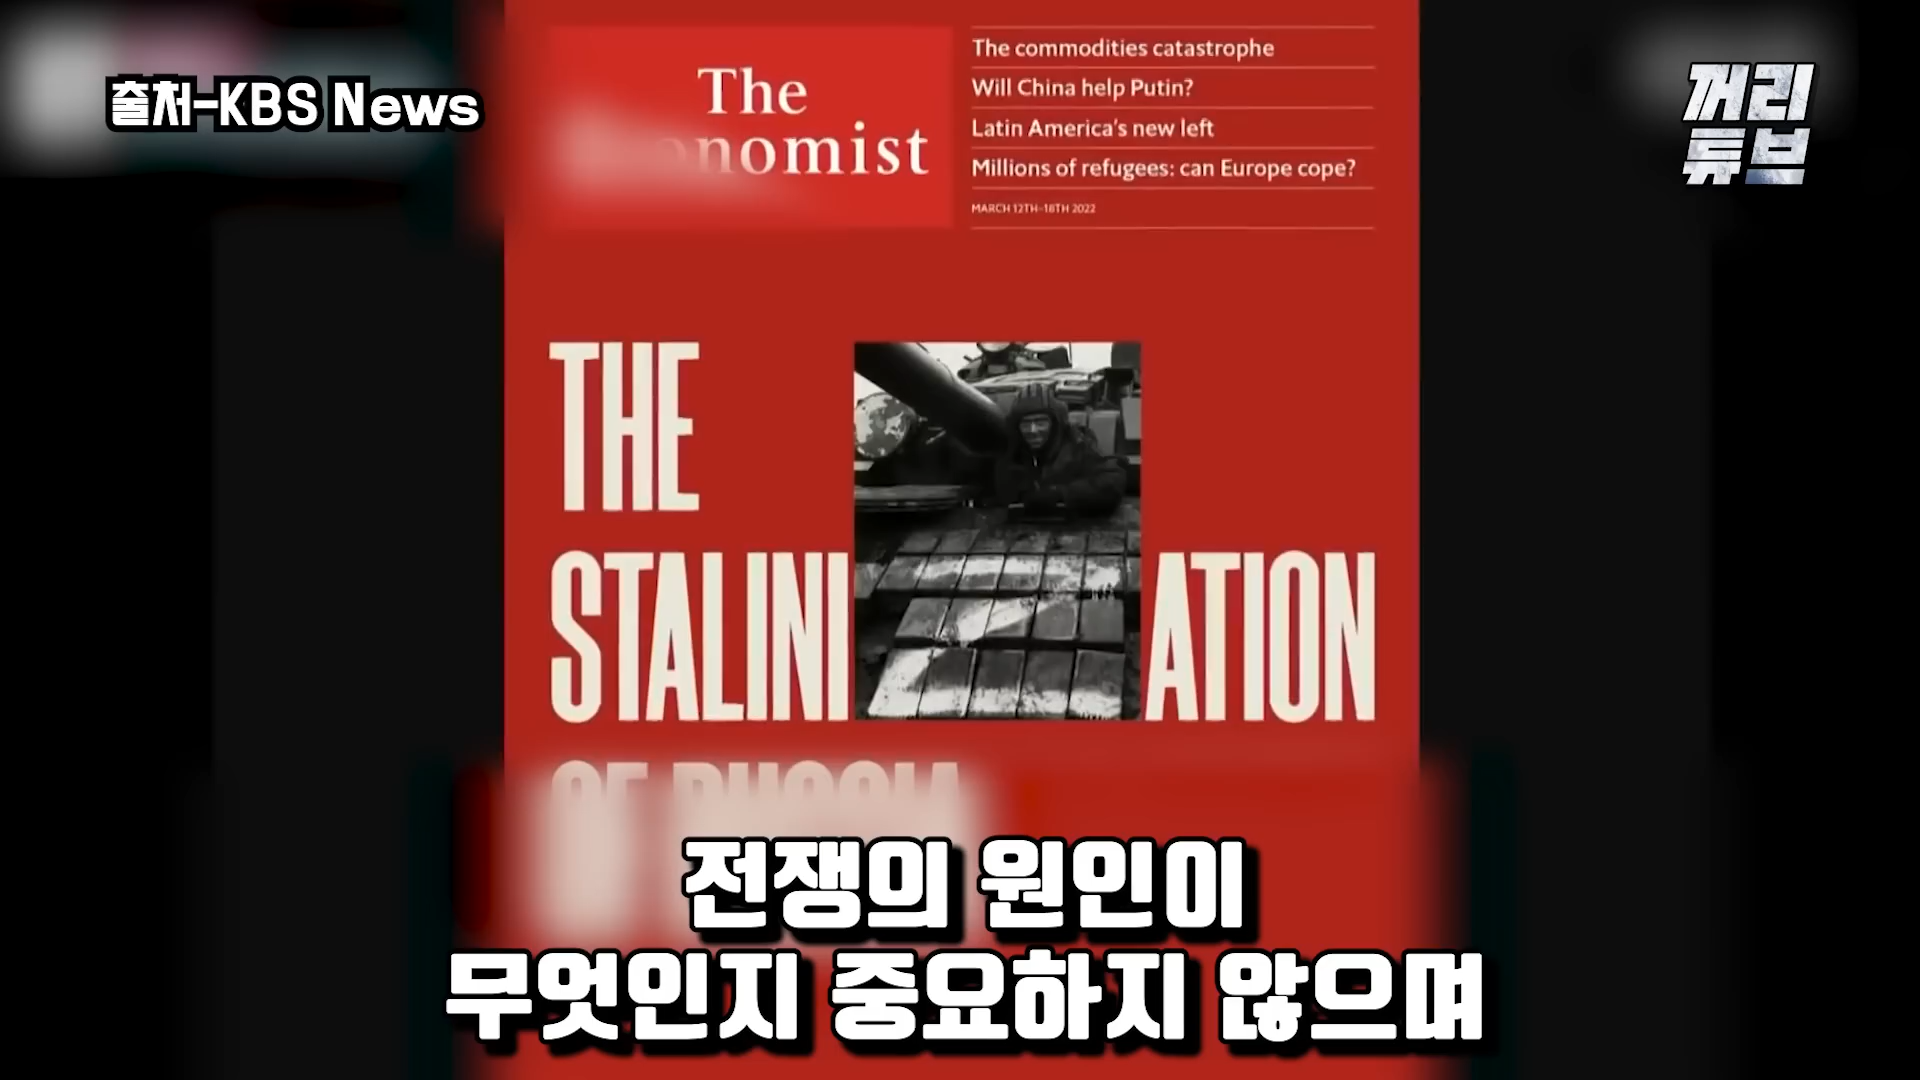 출처-KBS News
The
nomist
The commodities catastrophe
Will China help Putin?
Latin America's new left
Millions of refugees: can Europe cope?
MARCH 12TH-18TH 2022
꺼리
튜브
THE
STALINI ATION
OF RUSSIA
전쟁의 원인이
무엇인지 중요하지 않으며